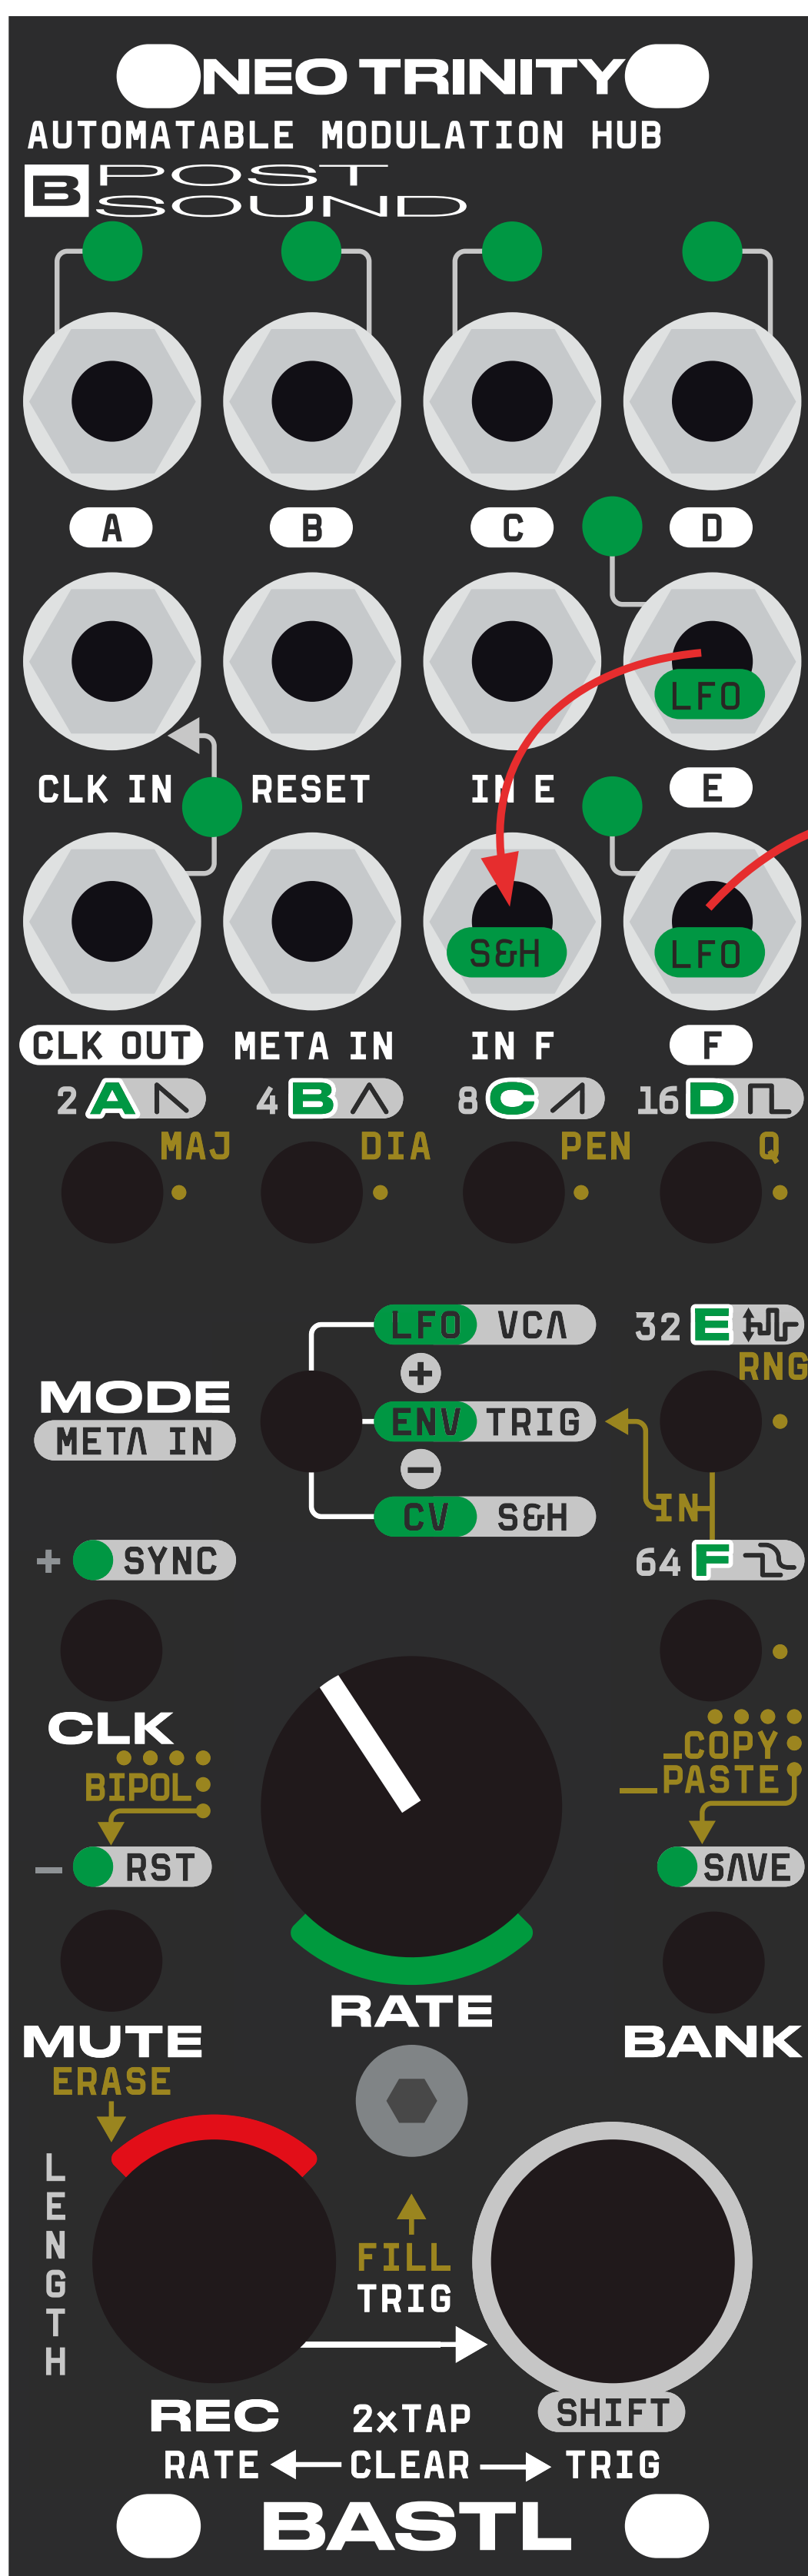 NEO TRINITY
AUTOMATABLE MODULATION HUB
B POST
SOUND
A B C D
LFO
CLK IN RESET IN E E
S&H LFO
CLK OUT META IN IN F F
2 A 4 B 8 C 16 D
MAJ DIA PEN Q
LFO VCA 32 E
+ RNG
MODE
ENV TRIG
META IN
−
IN
CV S&H
+ SYNC 64 F
CLK
_COPY
BIPOL __PASTE
− RST SAVE
RATE
MUTE BANK
ERASE
LENGTH
FILL
TRIG
REC 2xTAP SHIFT
RATE CLEAR TRIG
BASTL